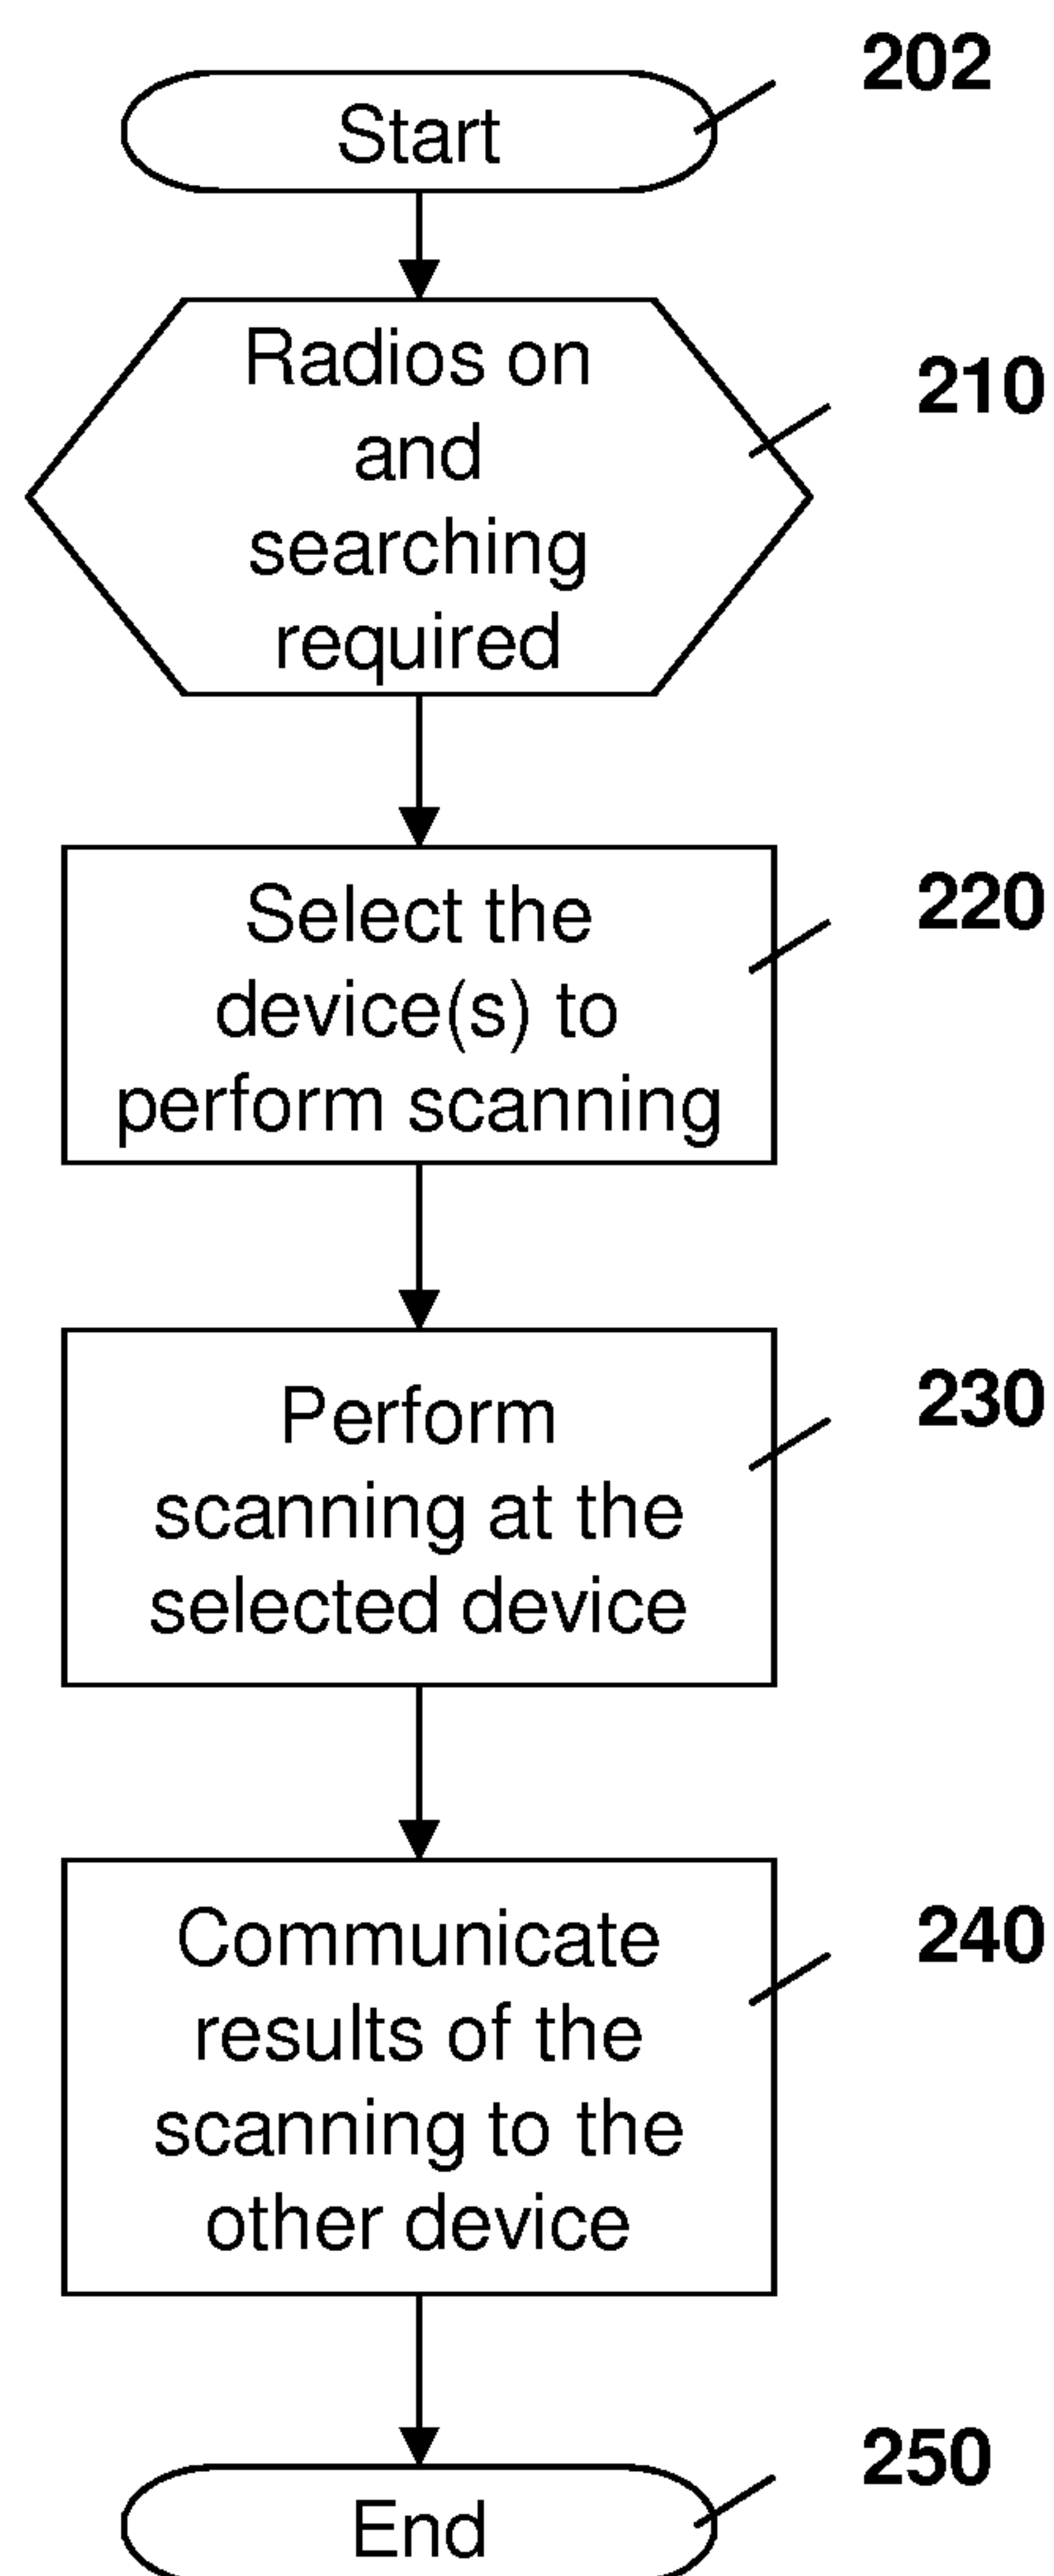 202
Start
210
Radios on
and
searching
required
220
Select the
device(s) to
perform scanning
230
Perform
scanning at the
selected device
240
Communicate
results of the
scanning to the
other device
250
End